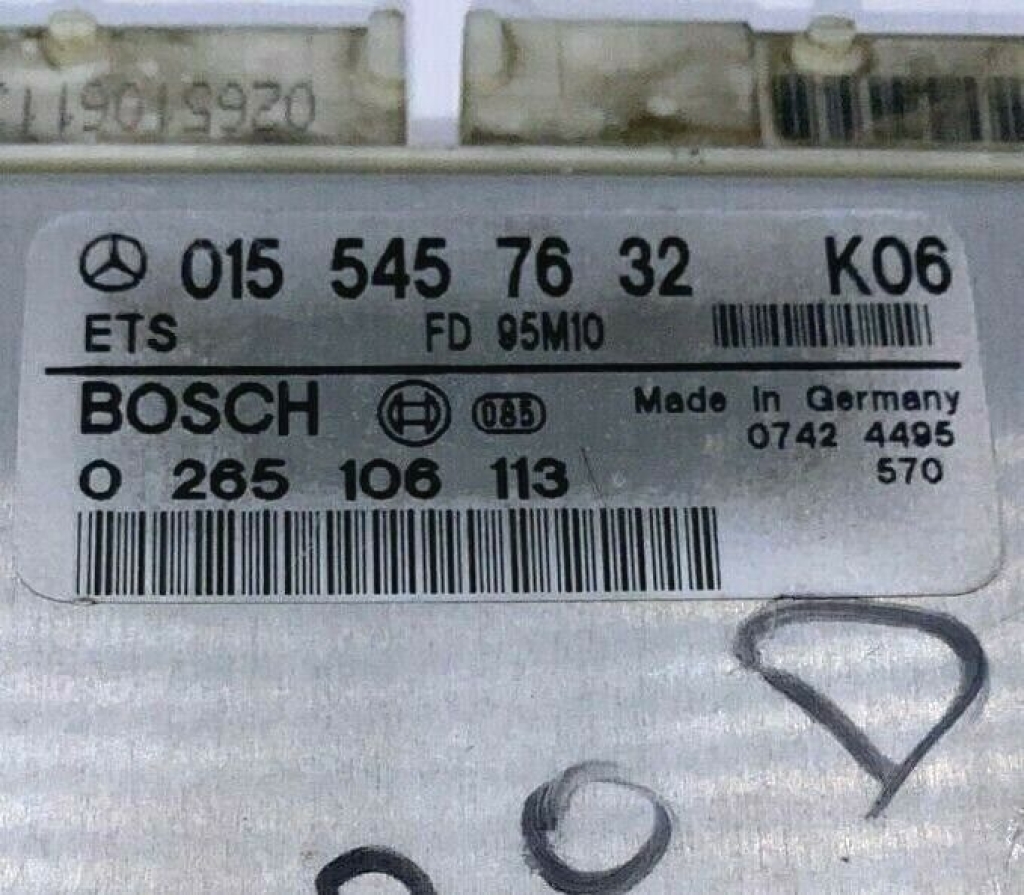 026510611
015 545 76 32 K06
ETS FD 95M10
BOSCH 085 Made in Germany
0742 4495
0 265 106 113 570